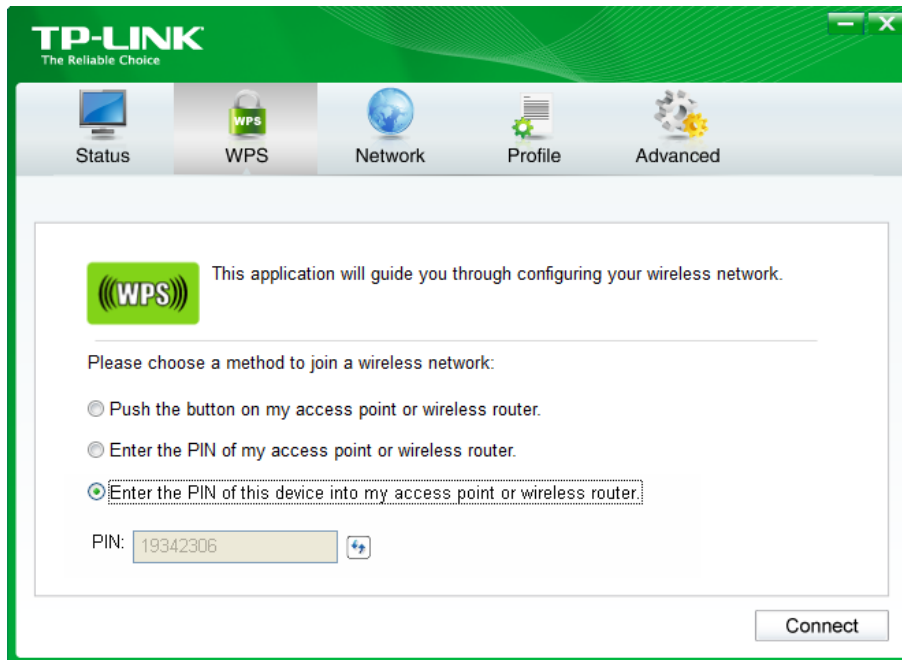 TP-LINK
The Reliable Choice
Status WPS WPS Network Profile Advanced
WPS This application will guide you through configuring your wireless network.
Please choose a method to join a wireless network:
Push the button on my access point or wireless router.
Enter the PIN of my access point or wireless router.
Enter the PIN of this device into my access point or wireless router.
PIN: 19342306
Connect